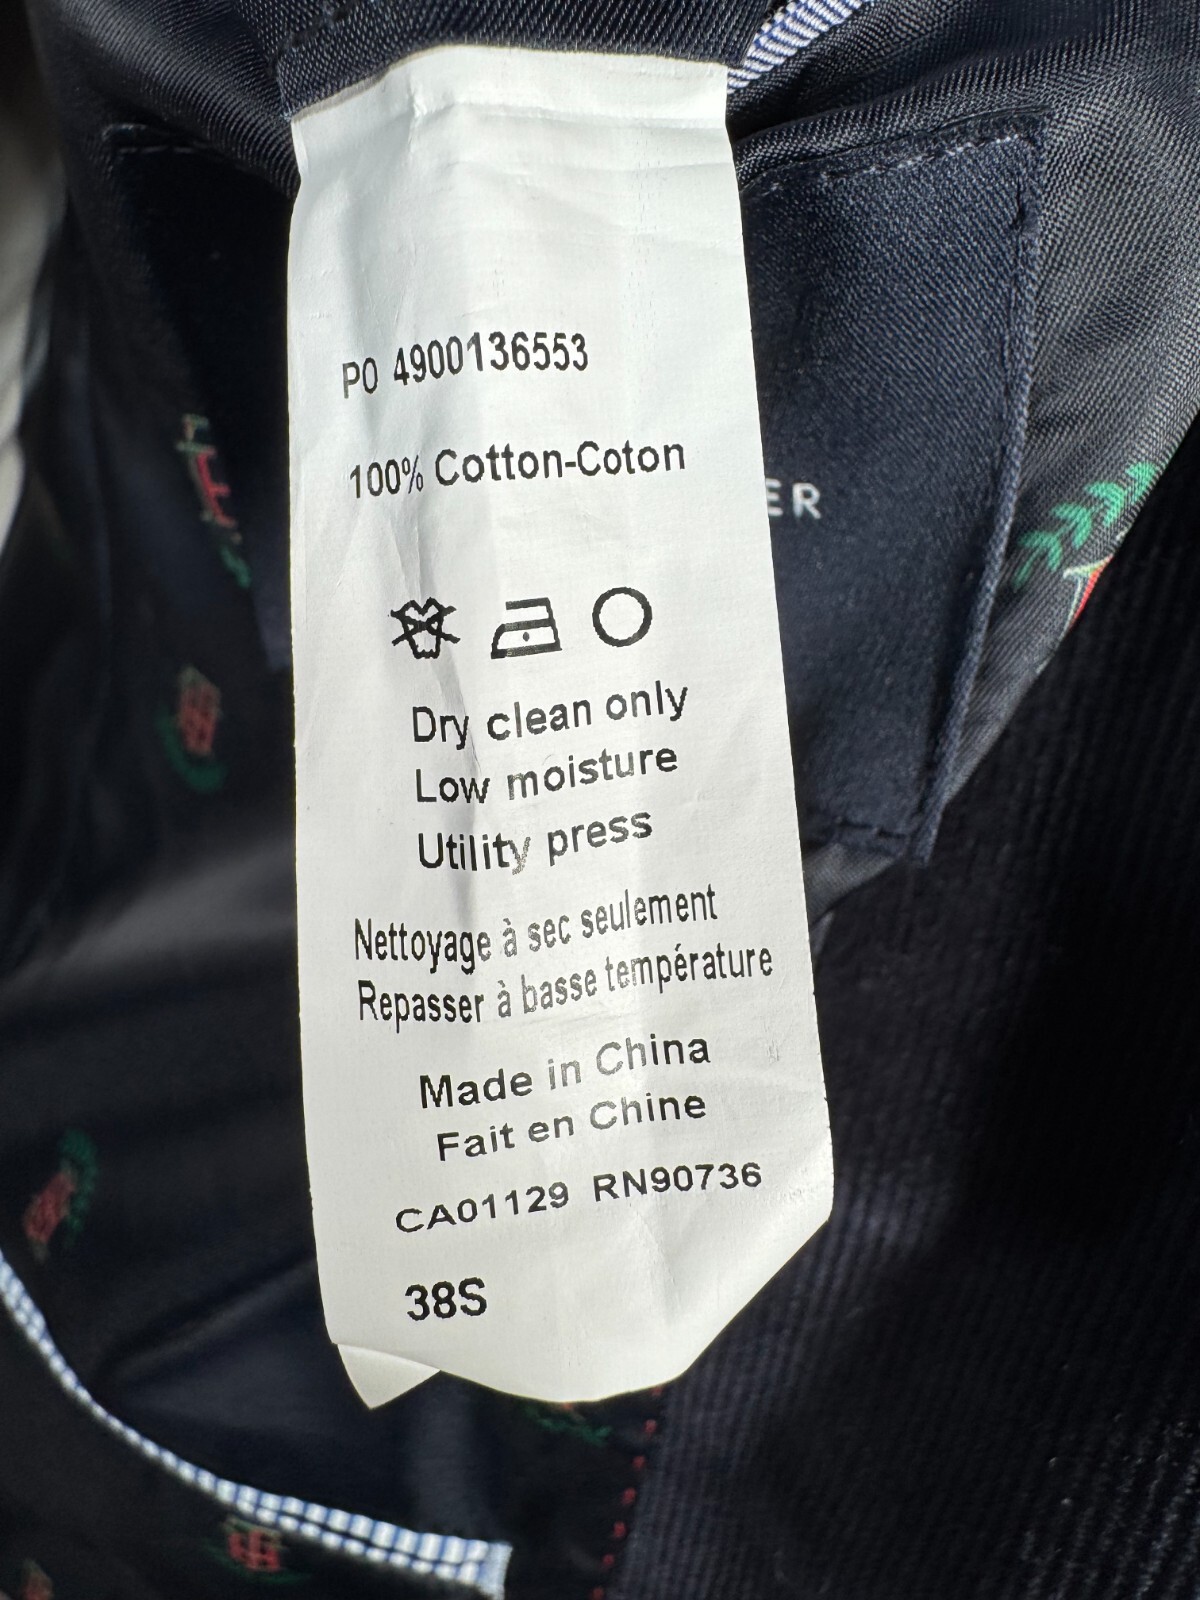 PO 4900136553
100% Cotton-Coton
ER
Dry clean only
Low moisture
Utility press
Nettoyage à sec seulement
Repasser à basse température
Made in China
Fait en Chine
CA01129 RN90736
38S